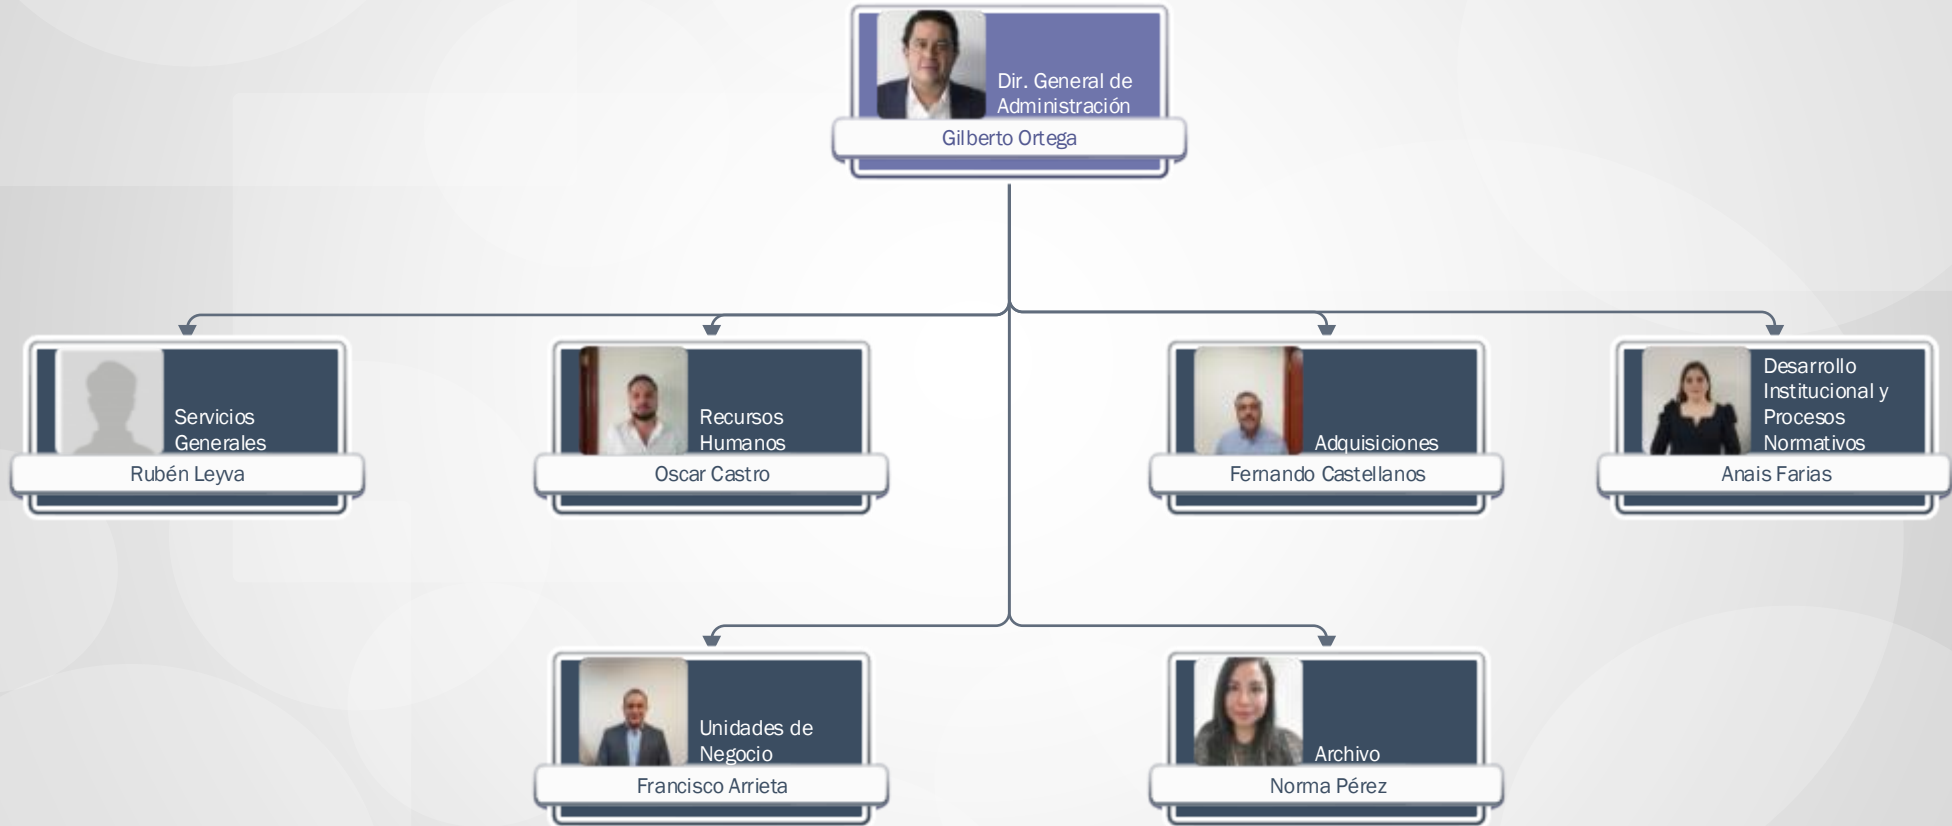 Dir. General de
Administración
Gilberto Ortega
Servicios
Generales
Rubén Leyva
Recursos
Humanos
Oscar Castro
Adquisiciones
Fernando Castellanos
Desarrollo
Institucional y
Procesos
Normativos
Anais Farias
Unidades de
Negocio
Francisco Arrieta
Archivo
Norma Pérez